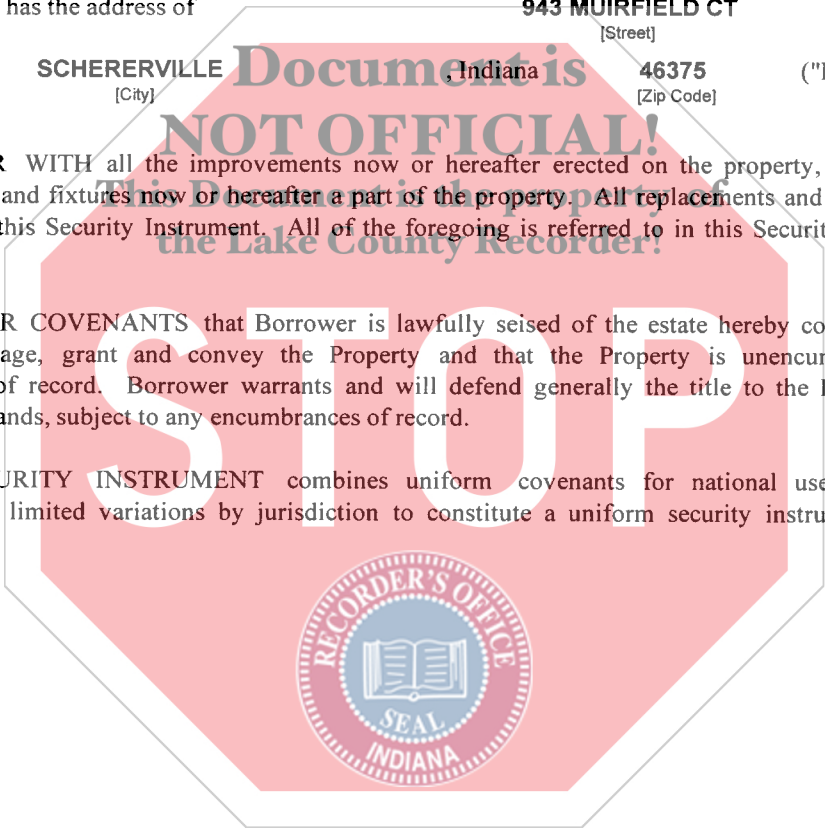 has the address of 943 MUIRFIELD CT
[Street]
SCHERERVILLE , Indiana 46375 ("
[City] [Zip Code]
Document is
NOT OFFICIAL!
This Document is the property of
the Lake County Recorder!
R WITH all the improvements now or hereafter erected on the property,
and fixtures now or hereafter a part of the property. All replacements and
this Security Instrument. All of the foregoing is referred to in this Securit
R COVENANTS that Borrower is lawfully seised of the estate hereby co
age, grant and convey the Property and that the Property is unencu
of record. Borrower warrants and will defend generally the title to the
ands, subject to any encumbrances of record.
URITY INSTRUMENT combines uniform covenants for national use
limited variations by jurisdiction to constitute a uniform security instru
STOP
RECORDER'S OFFICE
SEAL
INDIANA